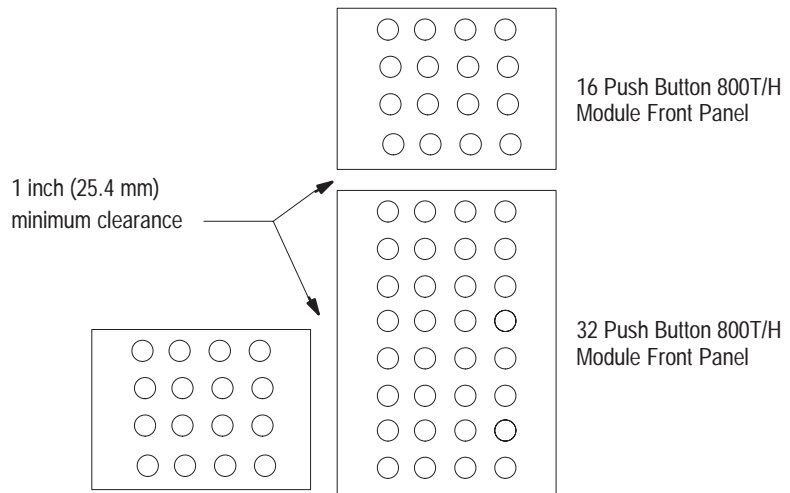 16 Push Button 800T/H
Module Front Panel
1 inch (25.4 mm)
minimum clearance
32 Push Button 800T/H
Module Front Panel